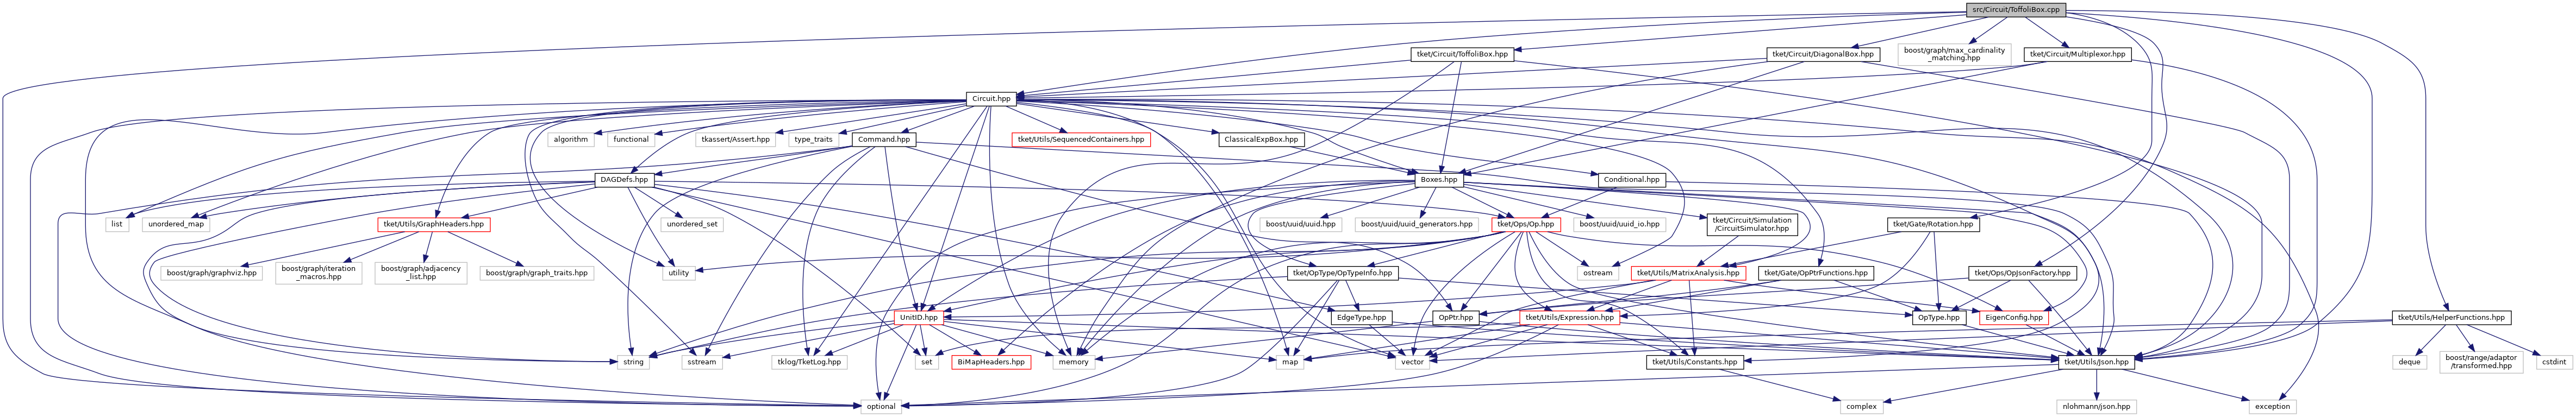 src/Circuit/ToffoliBox.cpp
tket/Circuit/ToffoliBox.hpp
tket/Circuit/DiagonalBox.hpp
boost/graph/max_cardinality
_matching.hpp
tket/Circuit/Multiplexor.hpp
Circuit.hpp
algorithm
functional
tkassert/Assert.hpp
type_traits
Command.hpp
tket/Utils/SequencedContainers.hpp
ClassicalExpBox.hpp
DAGDefs.hpp
Boxes.hpp
Conditional.hpp
list
unordered_map
tket/Utils/GraphHeaders.hpp
unordered_set
boost/uuid/uuid.hpp
boost/uuid/uuid_generators.hpp
tket/Ops/Op.hpp
boost/uuid/uuid_io.hpp
tket/Circuit/Simulation
/CircuitSimulator.hpp
tket/Gate/Rotation.hpp
boost/graph/graphviz.hpp
boost/graph/iteration
_macros.hpp
boost/graph/adjacency
_list.hpp
boost/graph/graph_traits.hpp
utility
tket/OpType/OpTypeInfo.hpp
ostream
tket/Utils/MatrixAnalysis.hpp
tket/Gate/OpPtrFunctions.hpp
tket/Ops/OpJsonFactory.hpp
UnitID.hpp
EdgeType.hpp
OpPtr.hpp
tket/Utils/Expression.hpp
OpType.hpp
EigenConfig.hpp
tket/Utils/HelperFunctions.hpp
string
sstream
tklog/TketLog.hpp
set
BiMapHeaders.hpp
memory
map
vector
tket/Utils/Constants.hpp
tket/Utils/Json.hpp
deque
boost/range/adaptor
/transformed.hpp
cstdint
optional
complex
nlohmann/json.hpp
exception